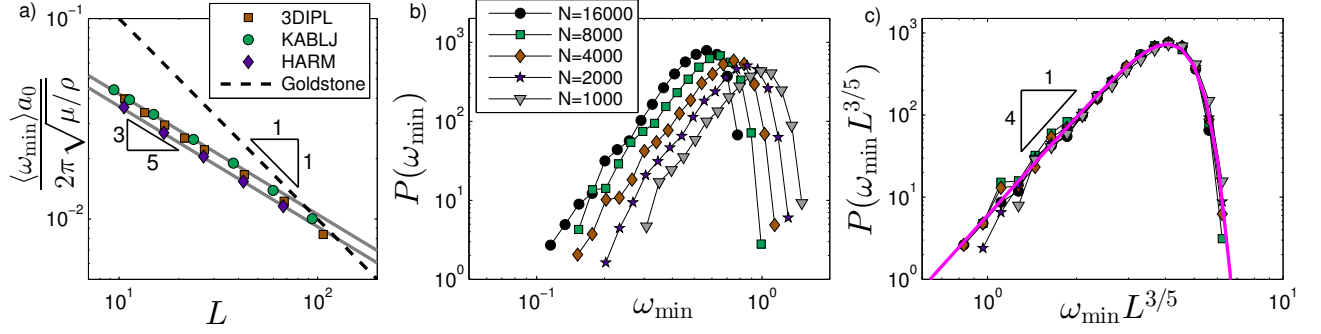 a)
⟨ω_min⟩a_0 / 2π√μ/ρ
10^-1
10^-2
3DIPL
KABLJ
HARM
Goldstone
3
5
1
1
10^1
10^2
L
b)
P(ω_min)
10^3
10^2
10^1
10^0
N=16000
N=8000
N=4000
N=2000
N=1000
10^-1
10^0
ω_min
c)
P(ω_min L^3/5)
10^3
10^2
10^1
10^0
1
4
10^0
10^1
ω_min L^3/5